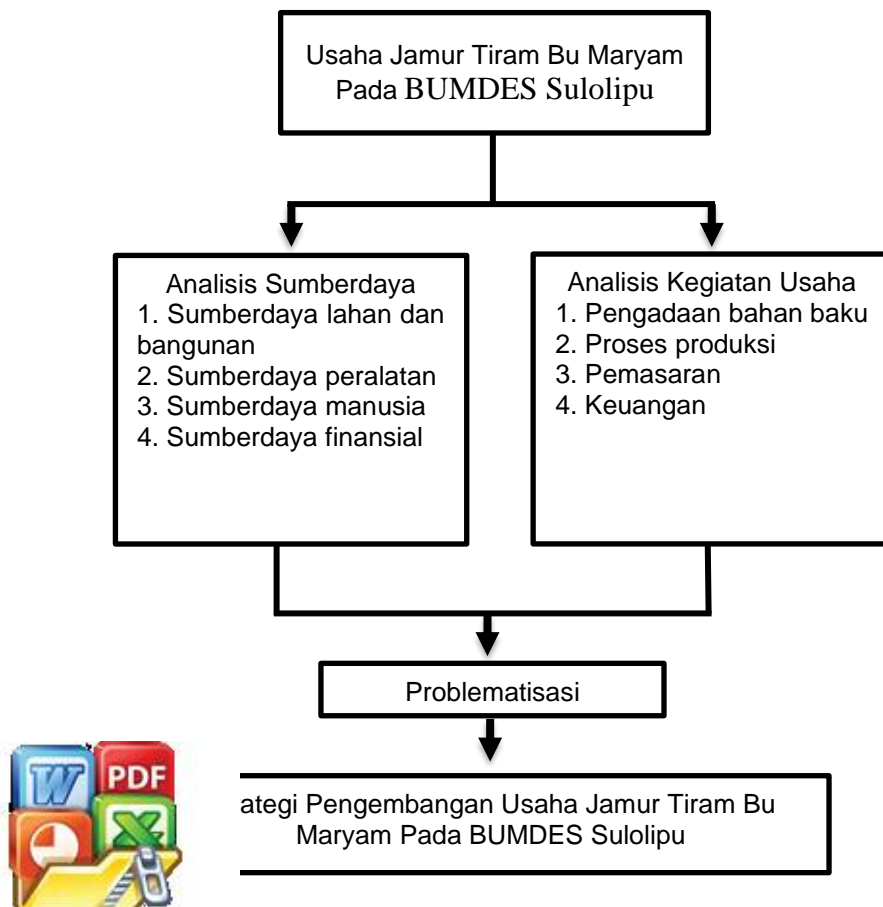 Usaha Jamur Tiram Bu Maryam
Pada BUMDES Sulolipu
Analisis Sumberdaya
1. Sumberdaya lahan dan
bangunan
2. Sumberdaya peralatan
3. Sumberdaya manusia
4. Sumberdaya finansial
Analisis Kegiatan Usaha
1. Pengadaan bahan baku
2. Proses produksi
3. Pemasaran
4. Keuangan
Problematisasi
ategi Pengembangan Usaha Jamur Tiram Bu
Maryam Pada BUMDES Sulolipu
W
PDF
X